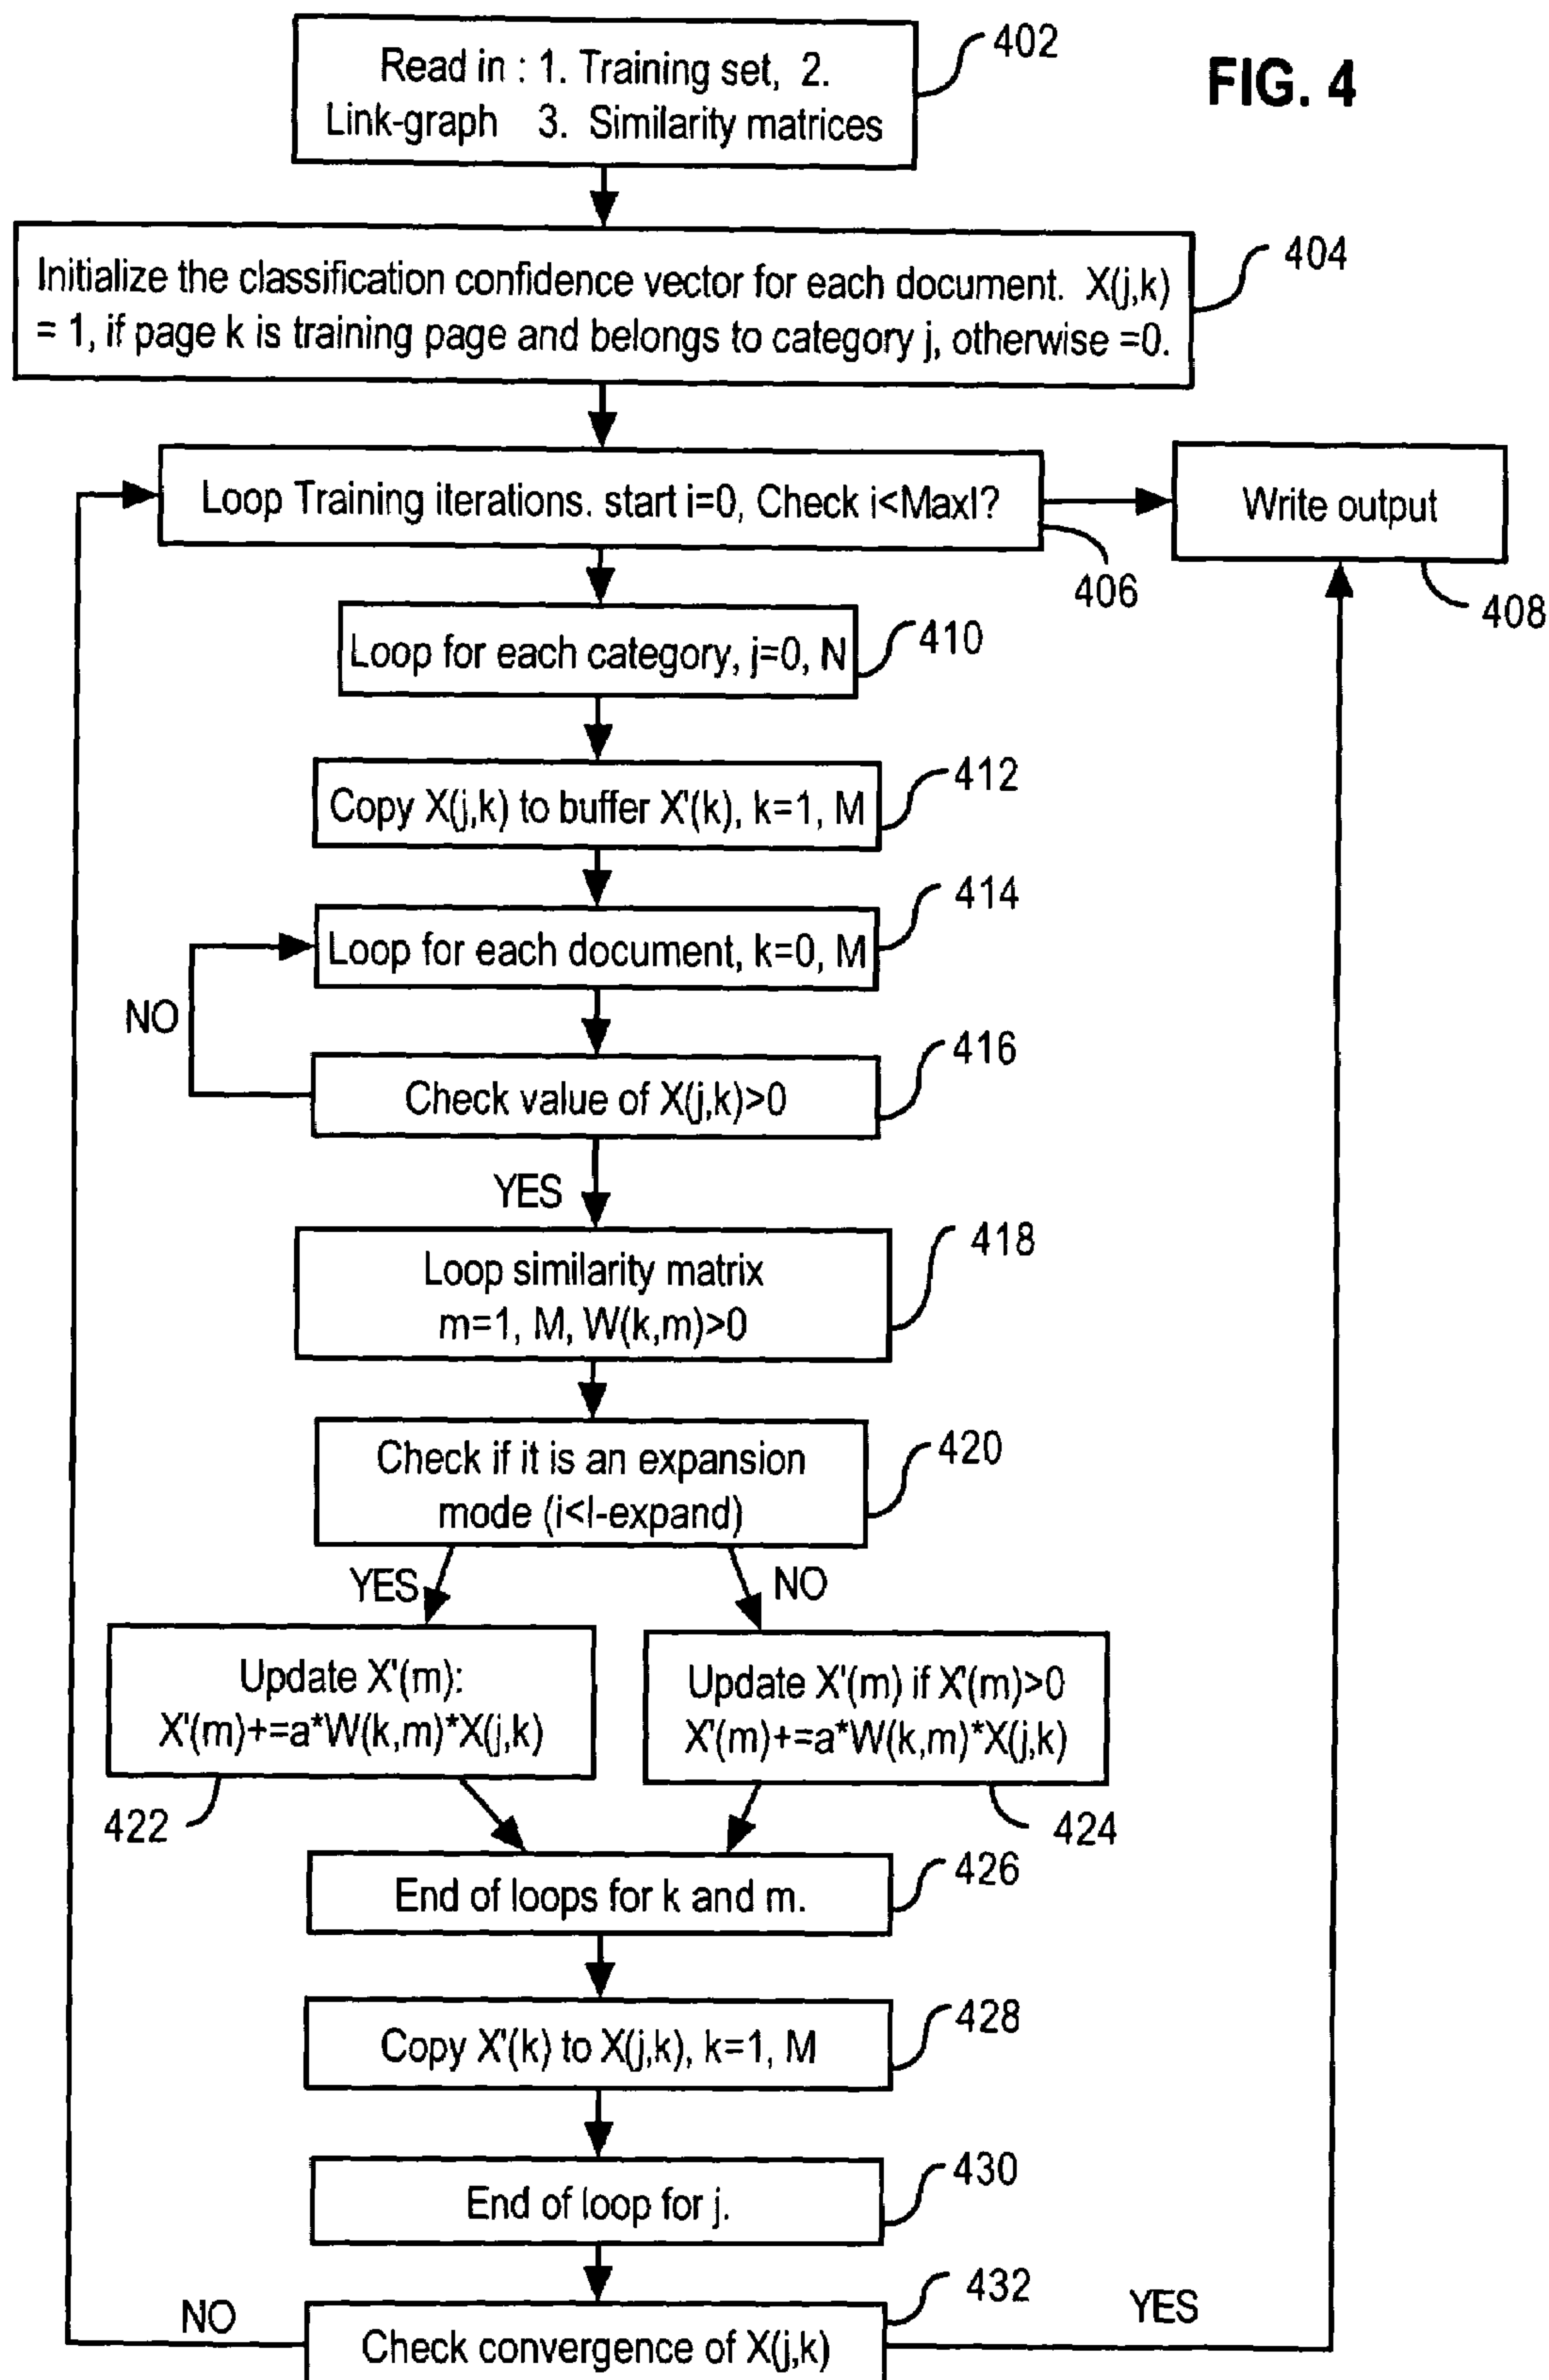 FIG. 4
Read in : 1. Training set, 2.
Link-graph 3. Similarity matrices
402
Initialize the classification confidence vector for each document. X(j,k)
= 1, if page k is training page and belongs to category j, otherwise =0.
404
Loop Training iterations. start i=0, Check i<MaxI?
406
Write output
408
Loop for each category, j=0, N
410
Copy X(j,k) to buffer X'(k), k=1, M
412
Loop for each document, k=0, M
414
NO
Check value of X(j,k)>0
416
YES
Loop similarity matrix
m=1, M, W(k,m)>0
418
Check if it is an expansion
mode (i<I-expand)
420
YES
NO
Update X'(m):
X'(m)+=a*W(k,m)*X(j,k)
422
Update X'(m) if X'(m)>0
X'(m)+=a*W(k,m)*X(j,k)
424
End of loops for k and m.
426
Copy X'(k) to X(j,k), k=1, M
428
End of loop for j.
430
NO
Check convergence of X(j,k)
432
YES